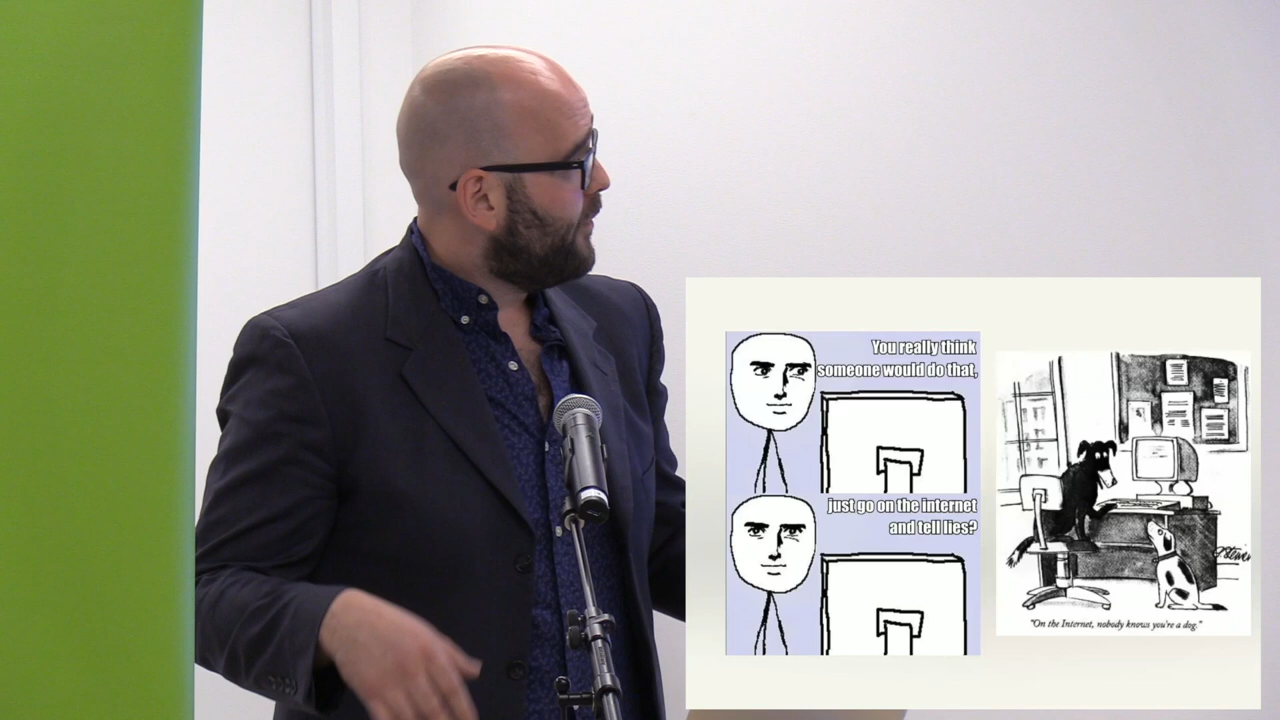 You really think
someone would do that,
just go on the internet
and tell lies?
"On the Internet, nobody knows you're a dog."